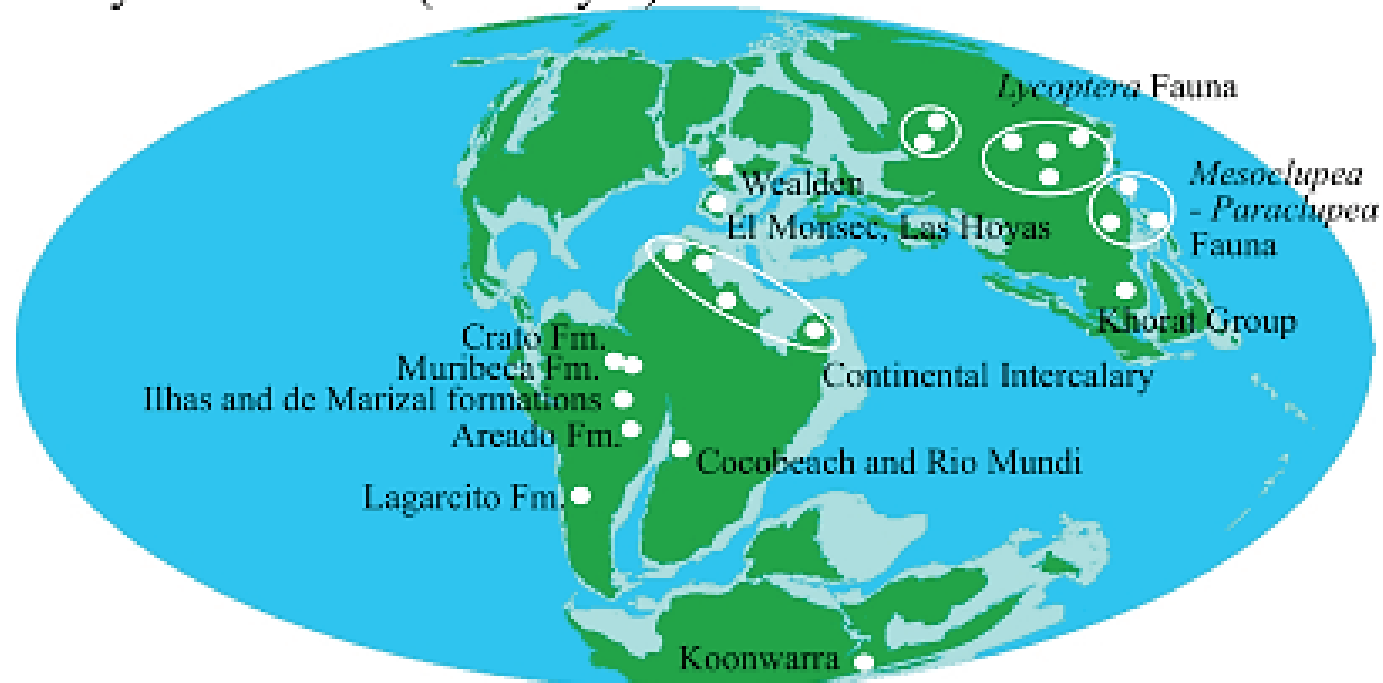 Lycoptera Fauna
Mesoclupea
- Paraclupea
Fauna
Wealden
El Monsec, Las Hoyas
Khorat Group
Crato Fm.
Muribeca Fm.
Continental Intercalary
Ilhas and de Marizal formations
Areado Fm.
Cocobeach and Rio Mundi
Lagarcito Fm.
Koonwarra